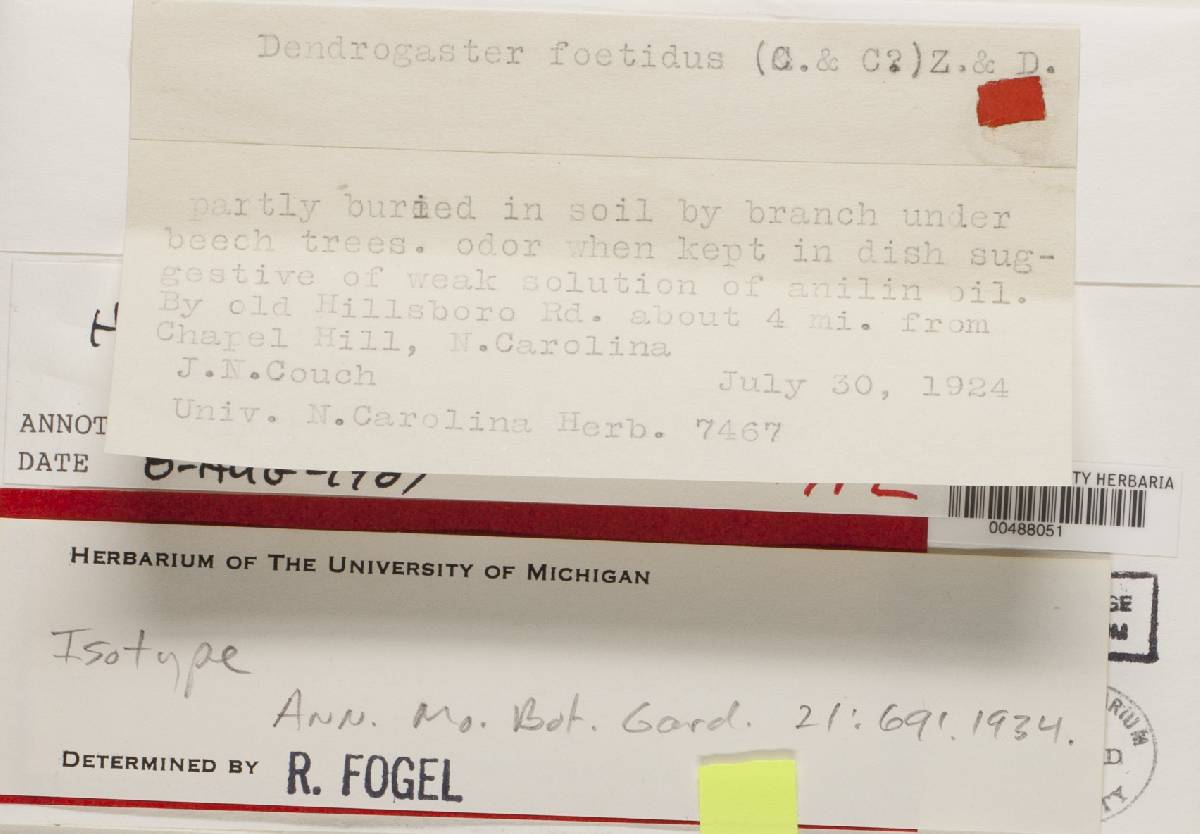 Dendrogaster foetidus (C.& C?)Z.& D.
partly buried in soil by branch under
beech trees. odor when kept in dish sug-
gestive of weak solution of anilin oil.
By old Hillsboro Rd. about 4 mi. from
Chapel Hill, N.Carolina
J.N.Couch July 30, 1924
Univ. N.Carolina Herb. 7467
H
ANNOT
DATE
TY HERBARIA
00488051
HERBARIUM OF THE UNIVERSITY OF MICHIGAN
Isotype
Ann. Mo. Bot. Gard. 21: 691. 1934.
DETERMINED BY R. FOGEL